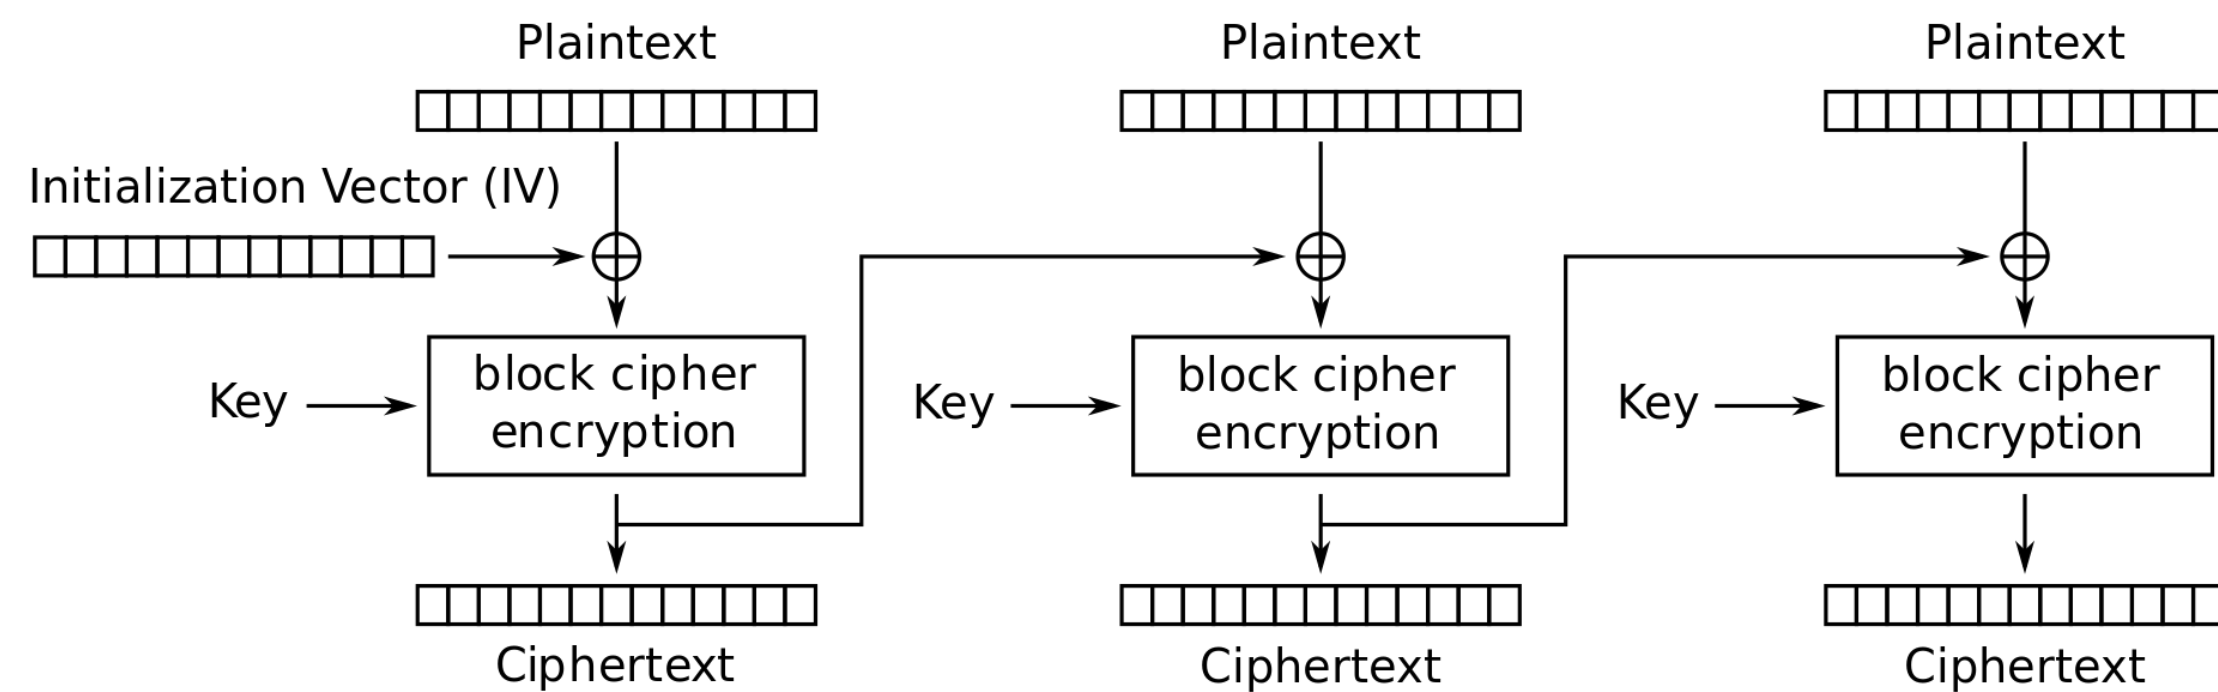 Plaintext
Plaintext
Plaintext
Initialization Vector (IV)
Key
block cipher
encryption
Key
block cipher
encryption
Key
block cipher
encryption
Ciphertext
Ciphertext
Ciphertext